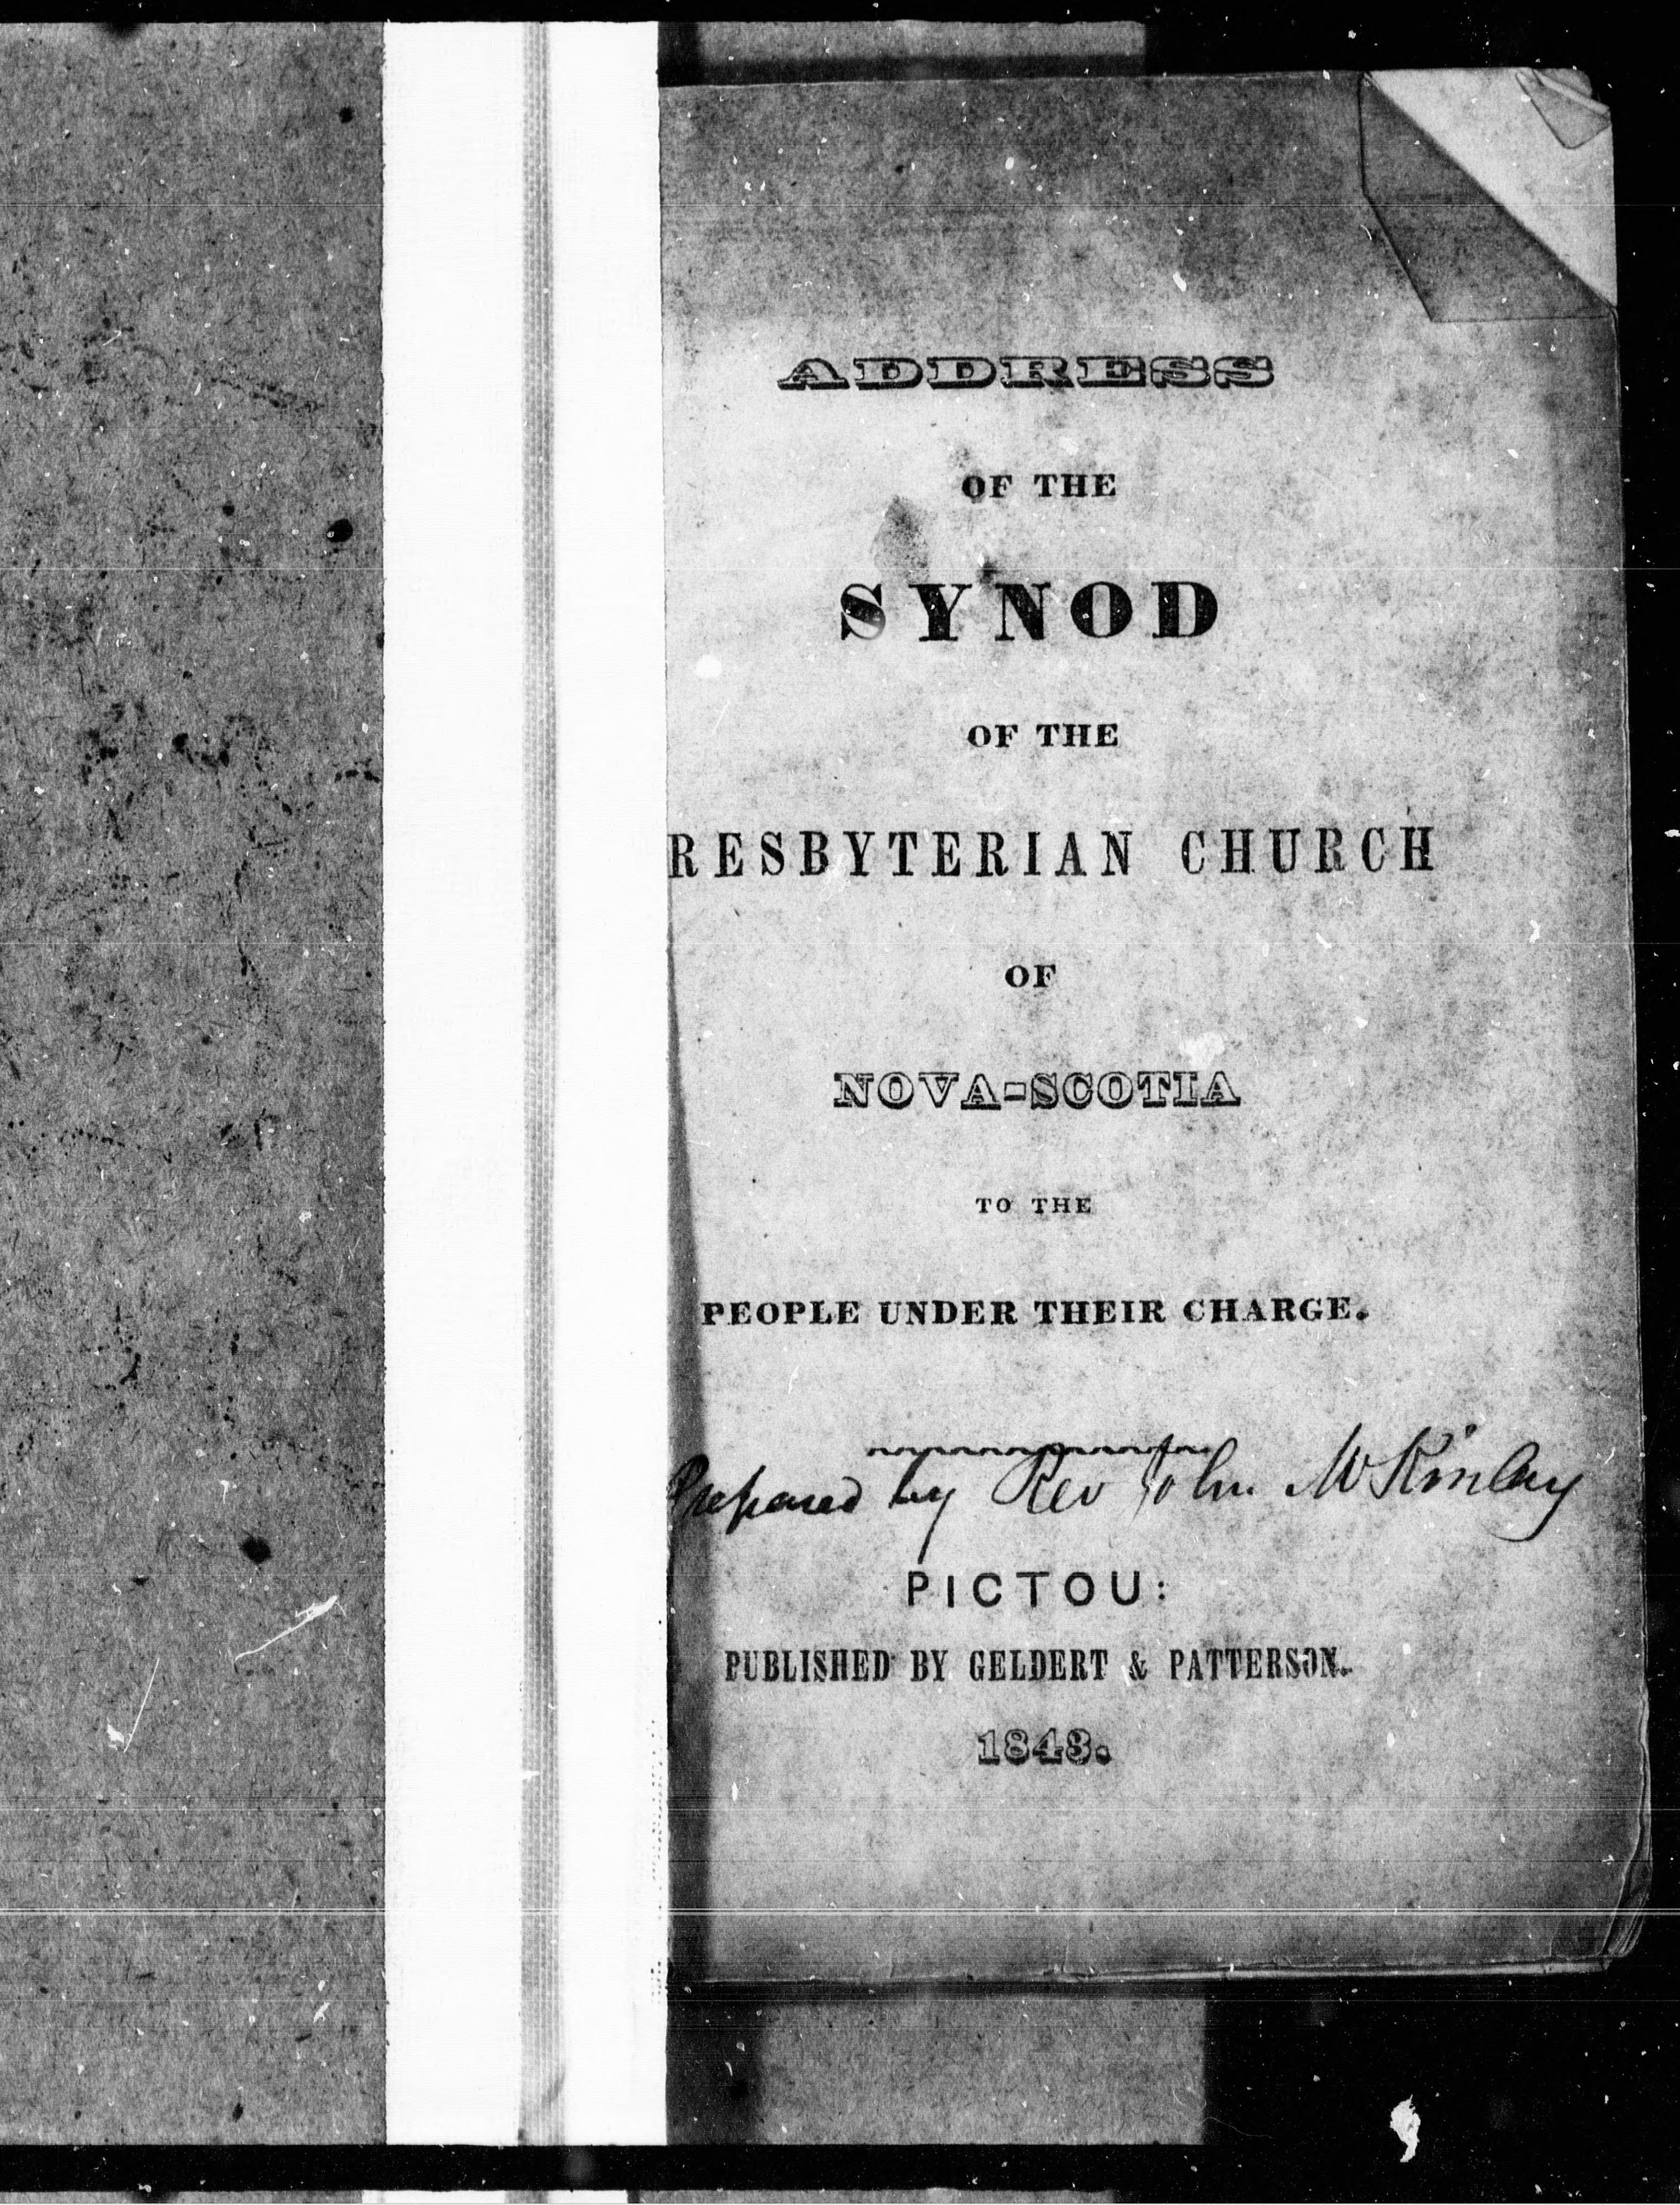 ADDRESS
OF THE
SYNOD
OF THE
RESBYTERIAN CHURCH
OF
NOVA-SCOTIA
TO THE
PEOPLE UNDER THEIR CHARGE.
Prepared by Rev John McKinlay
PICTOU:
PUBLISHED BY GELDERT & PATTERSON.
1843.